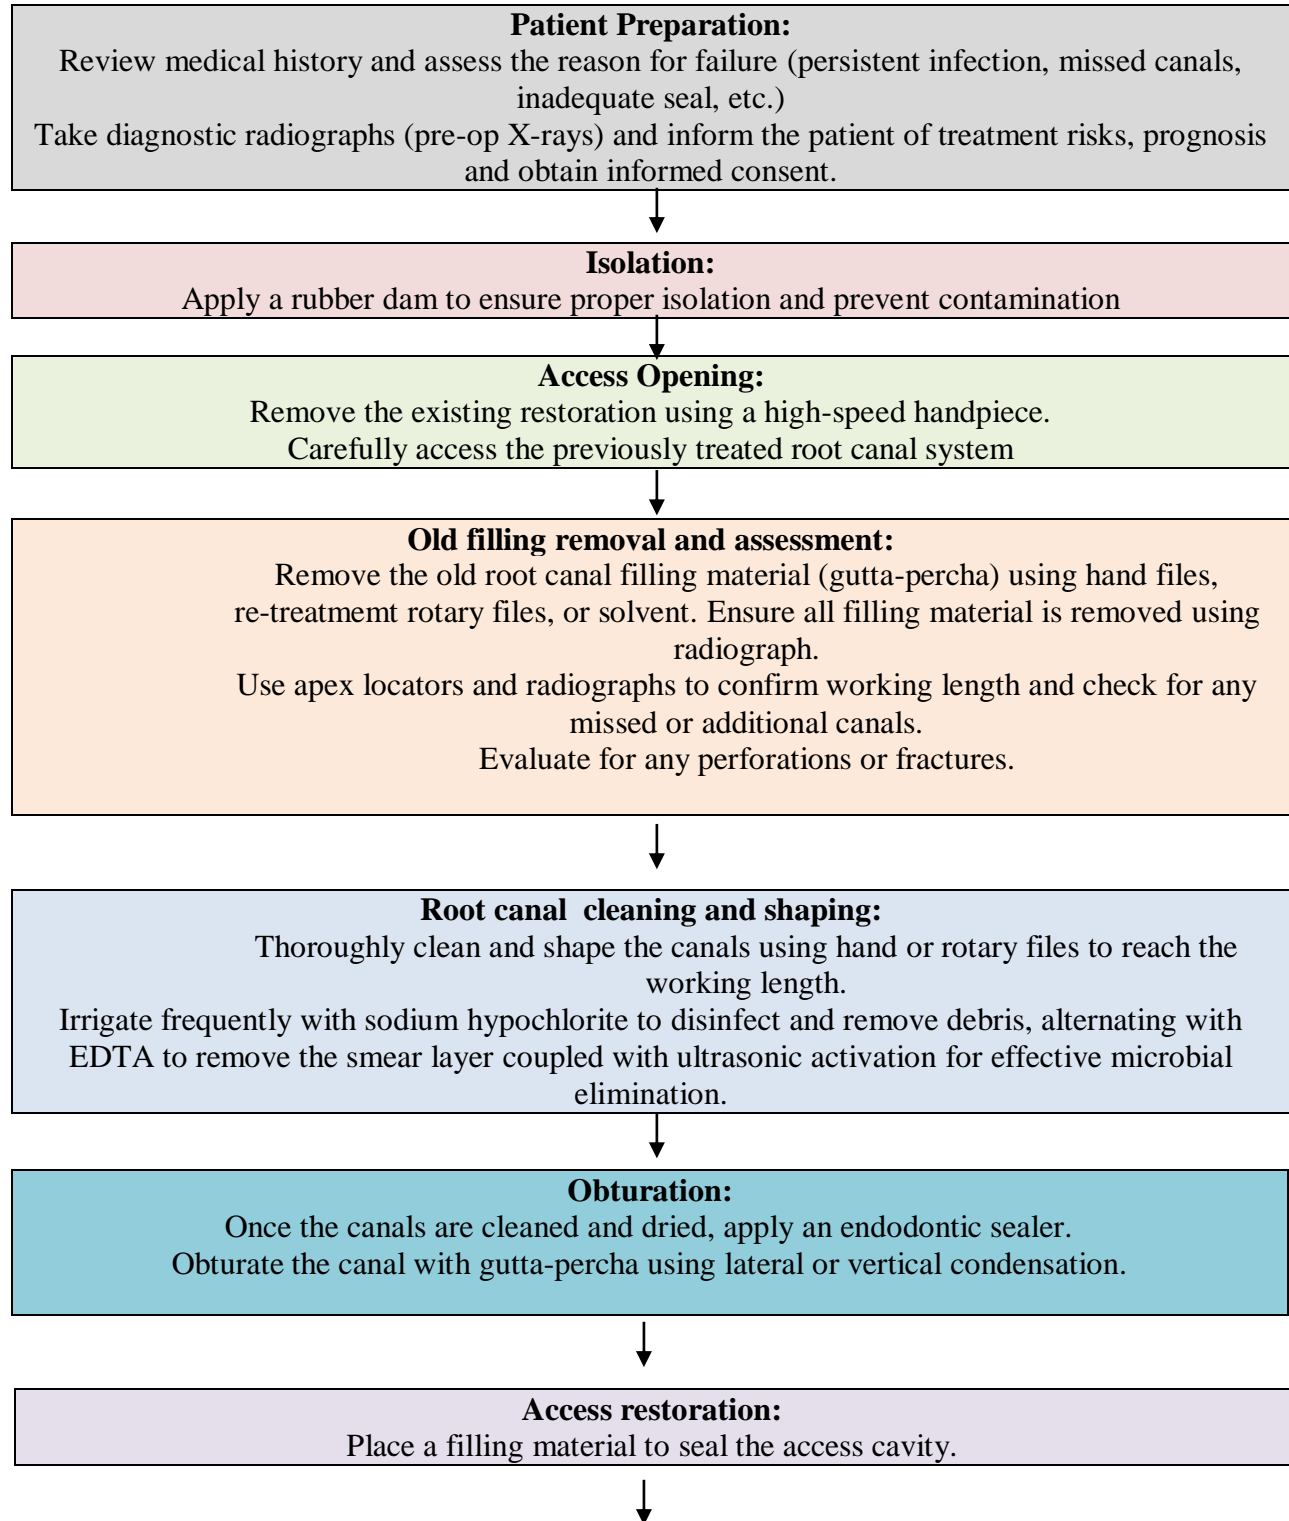 Patient Preparation:
Review medical history and assess the reason for failure (persistent infection, missed canals,
inadequate seal, etc.)
Take diagnostic radiographs (pre-op X-rays) and inform the patient of treatment risks, prognosis
and obtain informed consent.
Isolation:
Apply a rubber dam to ensure proper isolation and prevent contamination
Access Opening:
Remove the existing restoration using a high-speed handpiece.
Carefully access the previously treated root canal system
Old filling removal and assessment:
Remove the old root canal filling material (gutta-percha) using hand files,
re-treatmemt rotary files, or solvent. Ensure all filling material is removed using
radiograph.
Use apex locators and radiographs to confirm working length and check for any
missed or additional canals.
Evaluate for any perforations or fractures.
Root canal cleaning and shaping:
Thoroughly clean and shape the canals using hand or rotary files to reach the
working length.
Irrigate frequently with sodium hypochlorite to disinfect and remove debris, alternating with
EDTA to remove the smear layer coupled with ultrasonic activation for effective microbial
elimination.
Obturation:
Once the canals are cleaned and dried, apply an endodontic sealer.
Obturate the canal with gutta-percha using lateral or vertical condensation.
Access restoration:
Place a filling material to seal the access cavity.